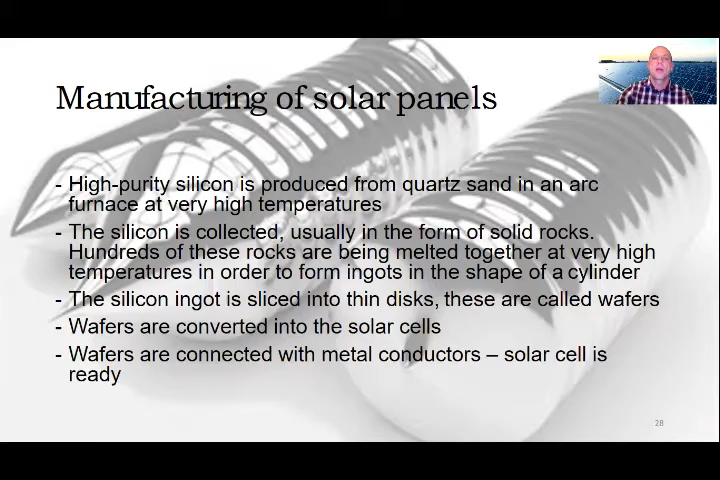 Manufacturing of solar panels
- High-purity silicon is produced from quartz sand in an arc
furnace at very high temperatures
- The silicon is collected, usually in the form of solid rocks.
Hundreds of these rocks are being melted together at very high
temperatures in order to form ingots in the shape of a cylinder
- The silicon ingot is sliced into thin disks, these are called wafers
- Wafers are converted into the solar cells
- Wafers are connected with metal conductors – solar cell is
ready
28